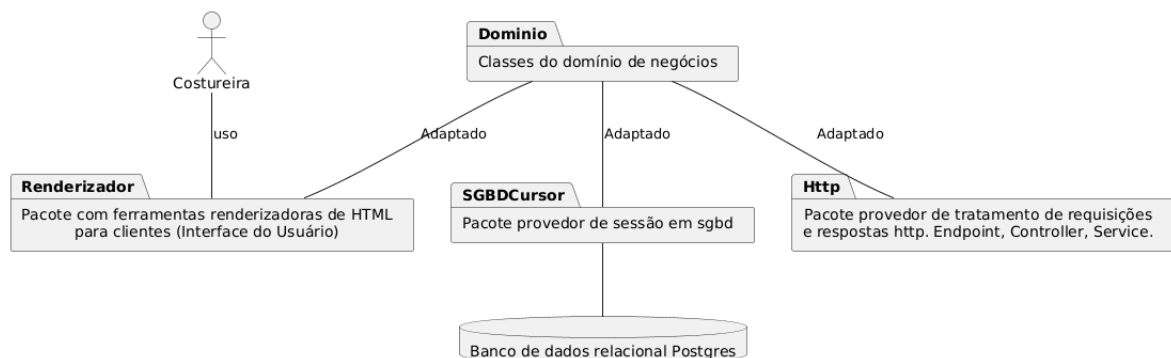 Costureira
Dominio
Classes do domínio de negócios
uso
Adaptado
Adaptado
Adaptado
Renderizador
Pacote com ferramentas renderizadoras de HTML
para clientes (Interface do Usuário)
SGBDCursor
Pacote provedor de sessão em sgbd
Http
Pacote provedor de tratamento de requisições
e respostas http. Endpoint, Controller, Service.
Banco de dados relacional Postgres